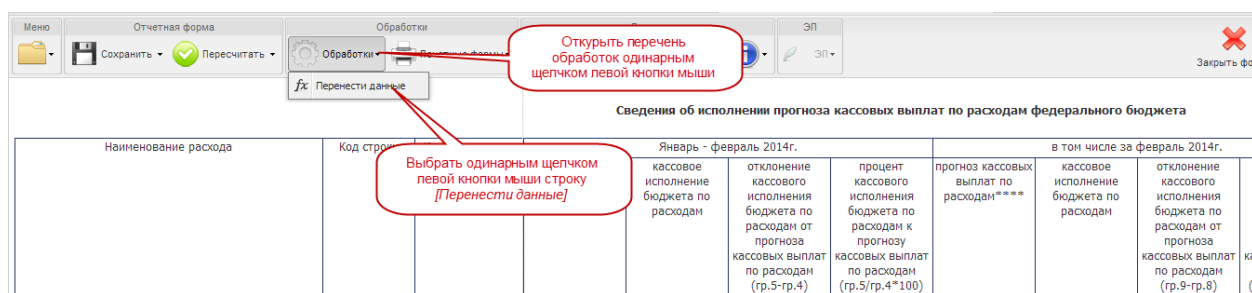 Меню
Отчетная форма
Обработки
ЭП
Сохранить
Пересчитать
Обработки
Печатные формы
ЭП
Закрыть фо
Открурыть перечень
обработок одинарным
щелчком левой кнопки мыши
fx Перенести данные
Сведения об исполнении прогноза кассовых выплат по расходам федерального бюджета
Выбрать одинарным щелчком
левой кнопки мыши строку
[Перенести данные]
Наименование расхода
Код строки
Январь - февраль 2014г.
в том числе за февраль 2014г.
кассовое
исполнение
бюджета по
расходам
отклонение
кассового
исполнения
бюджета по
расходам от
прогноза
кассовых выплат
по расходам
(гр.5-гр.4)
процент
кассового
исполнения
бюджета по
расходам к
прогнозу
кассовых выплат
по расходам
(гр.5/гр.4*100)
прогноз кассовых
выплат по
расходам****
кассовое
исполнение
бюджета по
расходам
отклонение
кассового
исполнения
бюджета по
расходам от
прогноза
кассовых выплат
по расходам
(гр.9-гр.8)